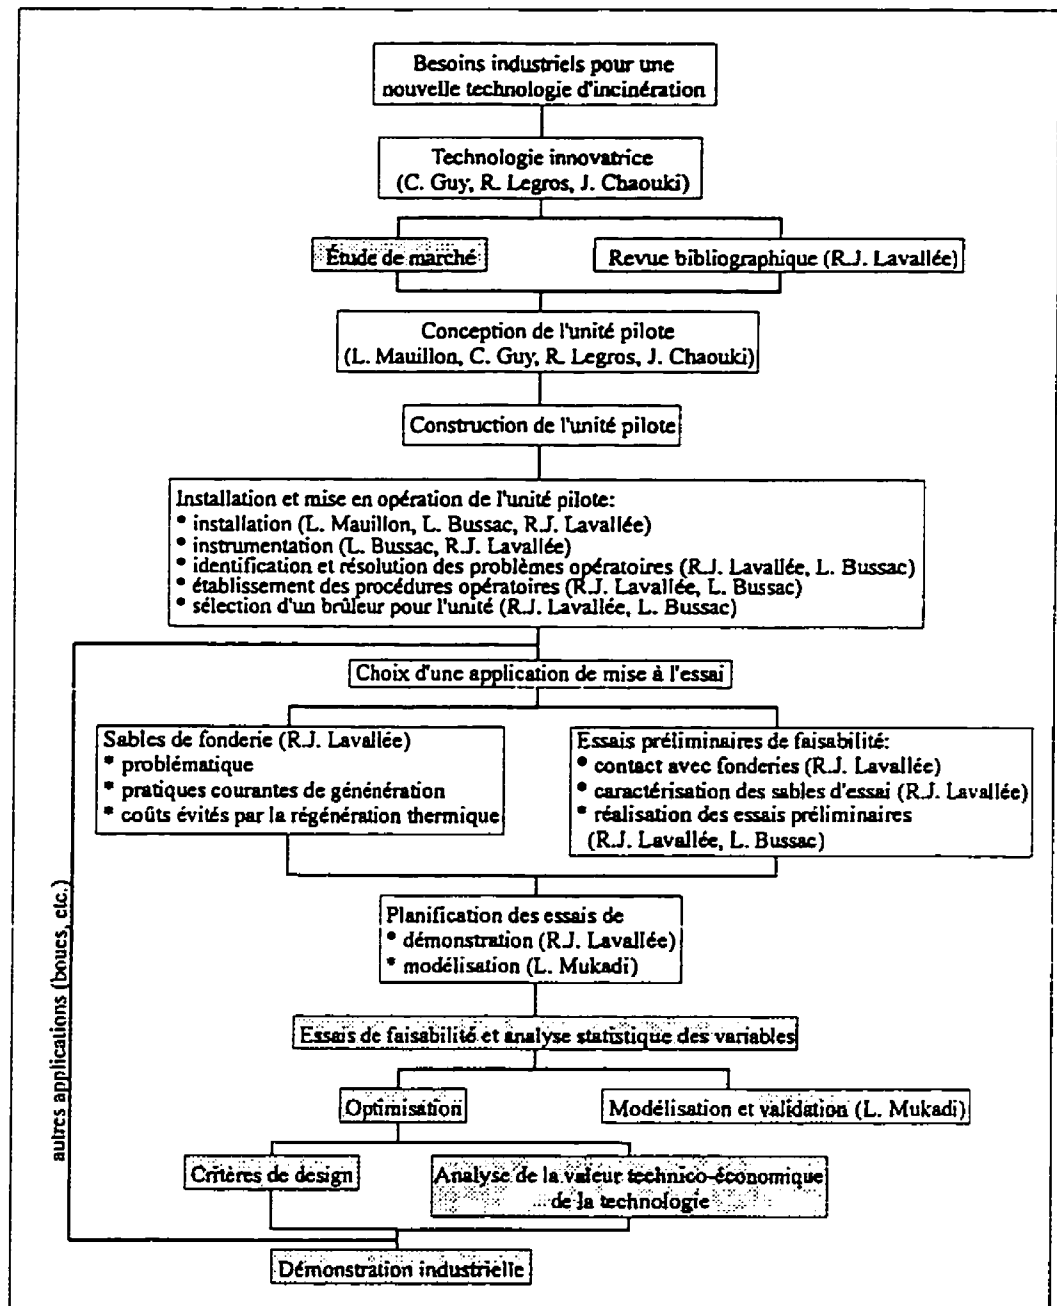 Besoins industriels pour une
nouvelle technologie d'incinération
Technologie innovatrice
(C. Guy, R. Legros, J. Chaouki)
Étude de marché
Revue bibliographique (R.J. Lavallée)
Conception de l'unité pilote
(L. Mauillon, C. Guy, R. Legros, J. Chaouki)
Construction de l'unité pilote
Installation et mise en opération de l'unité pilote:
* installation (L. Mauillon, L. Bussac, R.J. Lavallée)
* instrumentation (L. Bussac, R.J. Lavallée)
* identification et résolution des problèmes opératoires (R.J. Lavallée, L. Bussac)
* établissement des procédures opératoires (R.J. Lavallée, L. Bussac)
* sélection d'un brûleur pour l'unité (R.J. Lavallée, L. Bussac)
Choix d'une application de mise à l'essai
Sables de fonderie (R.J. Lavallée)
* problématique
* pratiques courantes de génénération
* coûts évités par la régénération thermique
Essais préliminaires de faisabilité:
* contact avec fonderies (R.J. Lavallée)
* caractérisation des sables d'essai (R.J. Lavallée)
* réalisation des essais préliminaires
(R.J. Lavallée, L. Bussac)
Planification des essais de
* démonstration (R.J. Lavallée)
* modélisation (L. Mukadi)
Essais de faisabilité et analyse statistique des variables
Optimisation
Modélisation et validation (L. Mukadi)
Critères de design
Analyse de la valeur technico-économique
de la technologie
Démonstration industrielle
autres applications (boues, etc.)